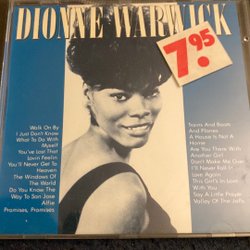 DIONNE WARWICK
7.95
Walk On By
I Just Don't Know
What To Do With
Myself
You've Lost That
Lovin Feelin
You'll Never Get To
Heaven
The Windows Of
The World
Do You Know The
Way To San Jose
Alfie
Promises, Promises
Trains And Boats
And Planes
A House Is Not A
Home
Are You There With
Another Girl
Don't Make Me Over
I'll Never Fall In
Love Again
This Girl's In Love
With You
Say A Little Prayer
Valley Of The Dolls